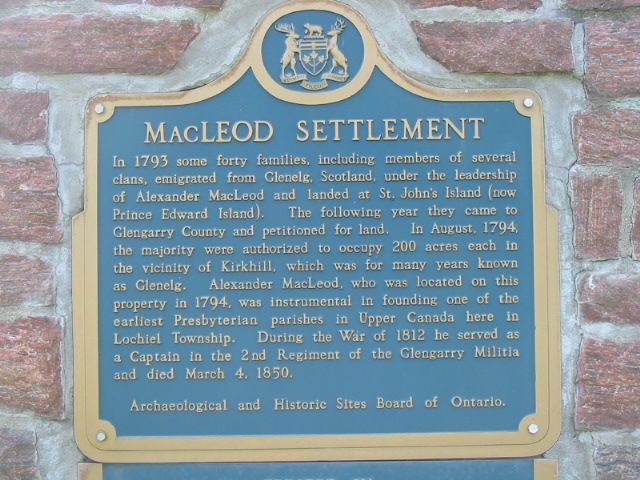 MacLEOD SETTLEMENT
In 1793 some forty families, including members of several
clans, emigrated from Glenelg, Scotland, under the leadership
of Alexander MacLeod and landed at St. John's Island (now
Prince Edward Island). The following year they came to
Glengarry County and petitioned for land. In August, 1794,
the majority were authorized to occupy 200 acres each in
the vicinity of Kirkhill, which was for many years known
as Glenelg. Alexander MacLeod, who was located on this
property in 1794, was instrumental in founding one of the
earliest Presbyterian parishes in Upper Canada here in
Lochiel Township. During the War of 1812 he served as
a Captain in the 2nd Regiment of the Glengarry Militia
and died March 4, 1850.
Archaeological and Historic Sites Board of Ontario.